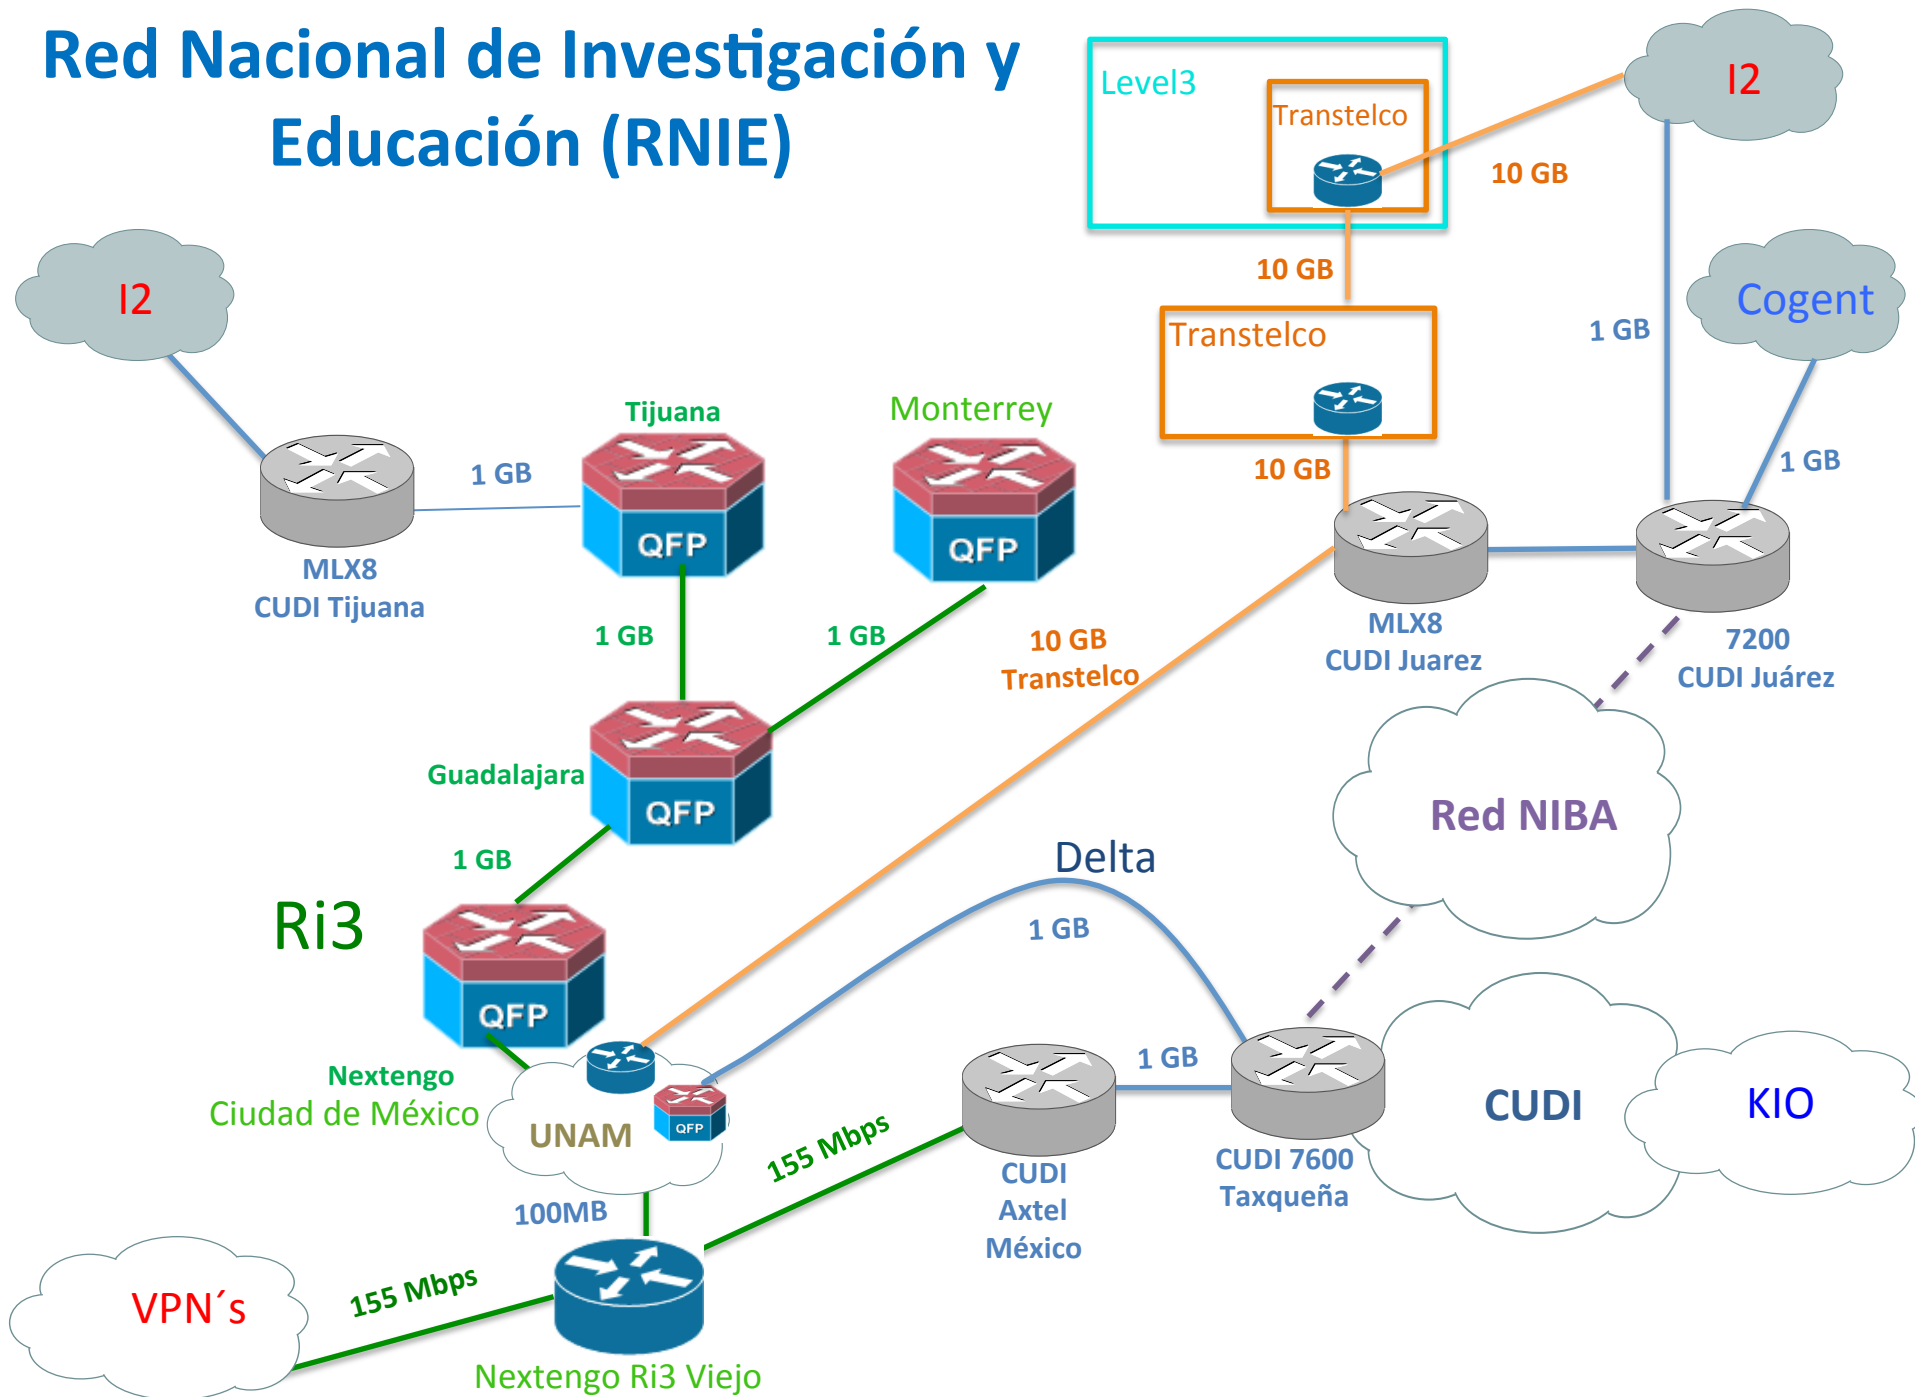 Red Nacional de Investigación y
Educación (RNIE)
Level3
Transtelco
I2
10 GB
I2
10 GB
Cogent
1 GB
Transtelco
Tijuana
Monterrey
1 GB
10 GB
1 GB
QFP
QFP
MLX8
CUDI Tijuana
1 GB
1 GB
10 GB
Transtelco
MLX8
CUDI Juarez
7200
CUDI Juárez
Guadalajara
QFP
Red NIBA
1 GB
Delta
Ri3
1 GB
QFP
Nextengo
Ciudad de México
1 GB
UNAM
QFP
155 Mbps
CUDI
KIO
CUDI
Axtel
México
CUDI 7600
Taxqueña
100MB
VPN´s
155 Mbps
Nextengo Ri3 Viejo